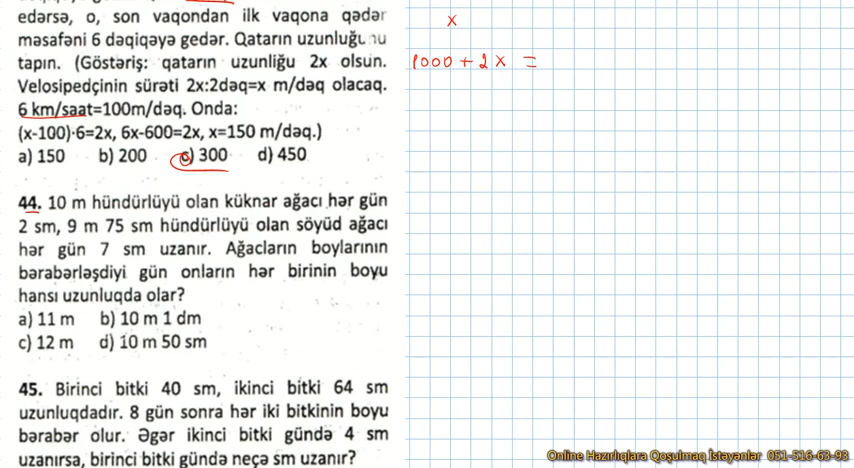 edərsə, o, son vaqondan ilk vaqona qədər
məsafəni 6 dəqiqəyə gedər. Qatarın uzunluğunu
tapın. (Göstəriş: qatarın uzunliğu 2x olsun.
Velosipedçinin sürəti 2x:2dəq=x m/dəq olacaq.
6 km/saat=100m/dəq. Onda:
(x-100)·6=2x, 6x-600=2x, x=150 m/dəq.)
a) 150 b) 200 c) 300 d) 450
44. 10 m hündürlüyü olan küknar ağacı hər gün
2 sm, 9 m 75 sm hündürlüyü olan söyüd ağacı
hər gün 7 sm uzanır. Ağacların boylarının
bərabərləşdiyi gün onların hər birinin boyu
hansı uzunluqda olar?
a) 11 m b) 10 m 1 dm
c) 12 m d) 10 m 50 sm
45. Birinci bitki 40 sm, ikinci bitki 64 sm
uzunluqdadır. 8 gün sonra hər iki bitkinin boyu
bərabər olur. Əgər ikinci bitki gündə 4 sm
uzanırsa, birinci bitki gündə neçə sm uzanır?
x
1000 + 2x =
Online Hazırlıqlara Qoşulmaq İstəyənlər 051-516-63-93